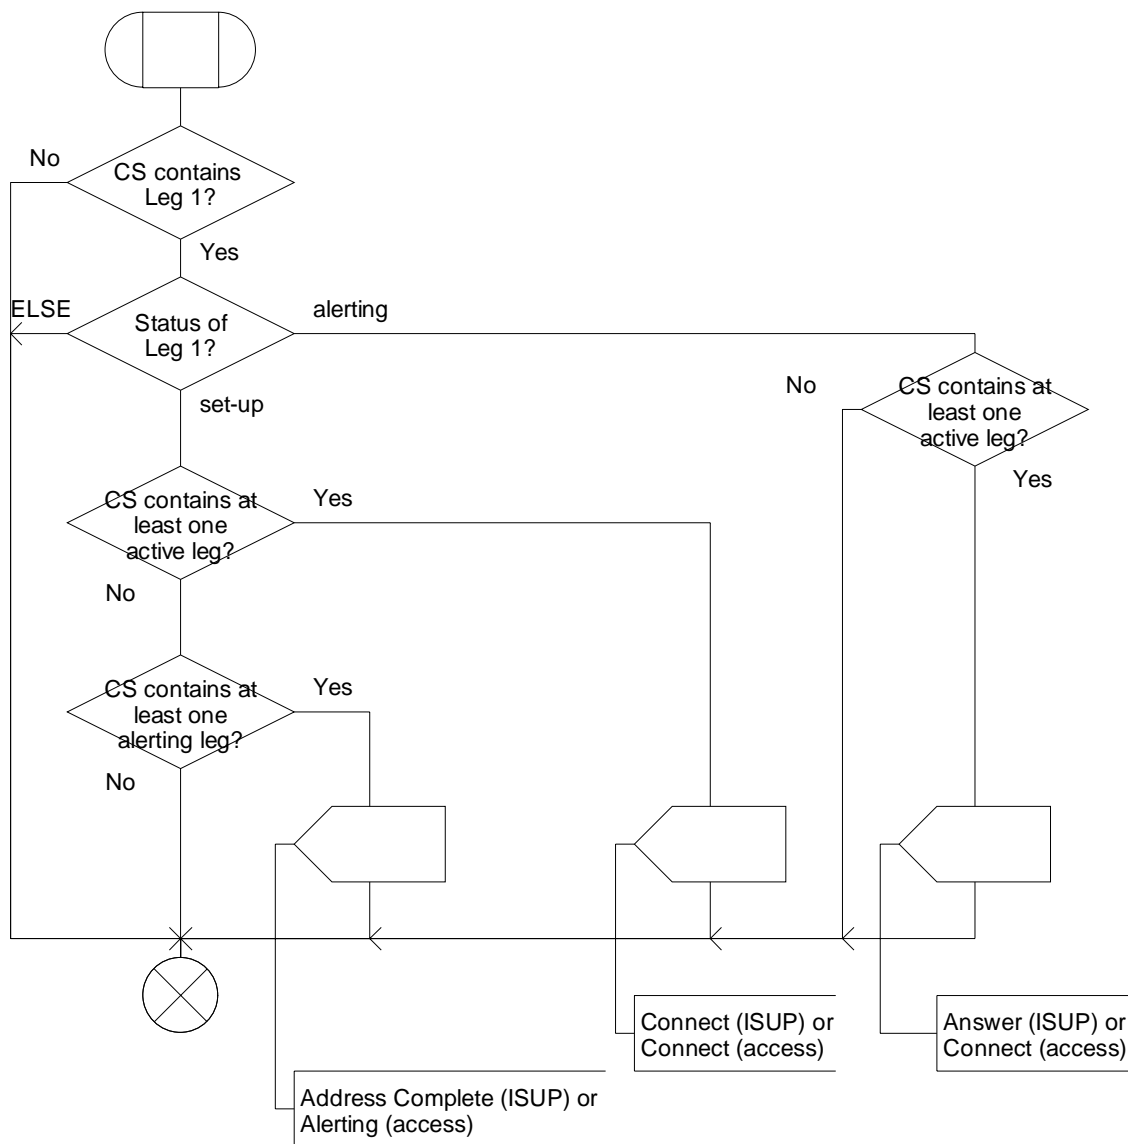 No
CS contains
Leg 1?
Yes
ELSE
Status of
Leg 1?
alerting
set-up
No
CS contains at
least one
active leg?
Yes
CS contains at
least one
active leg?
Yes
No
CS contains at
least one
alerting leg?
Yes
No
Connect (ISUP) or
Connect (access)
Answer (ISUP) or
Connect (access)
Address Complete (ISUP) or
Alerting (access)